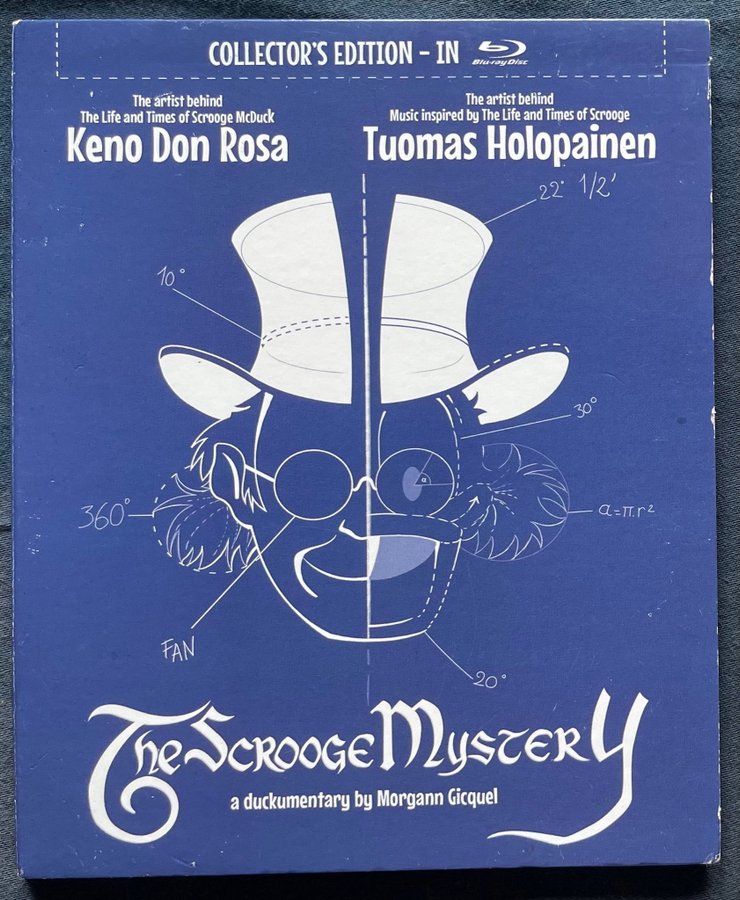 COLLECTOR'S EDITION - IN Blu-ray Disc
The artist behind
The Life and Times of Scrooge McDuck
Keno Don Rosa
The artist behind
Music inspired by The Life and Times of Scrooge
Tuomas Holopainen
22° 1/2'
10°
30°
α
360°
a=π.r²
FAN
20°
The Scrooge Mystery
a duckumentary by Morgann Gicquel